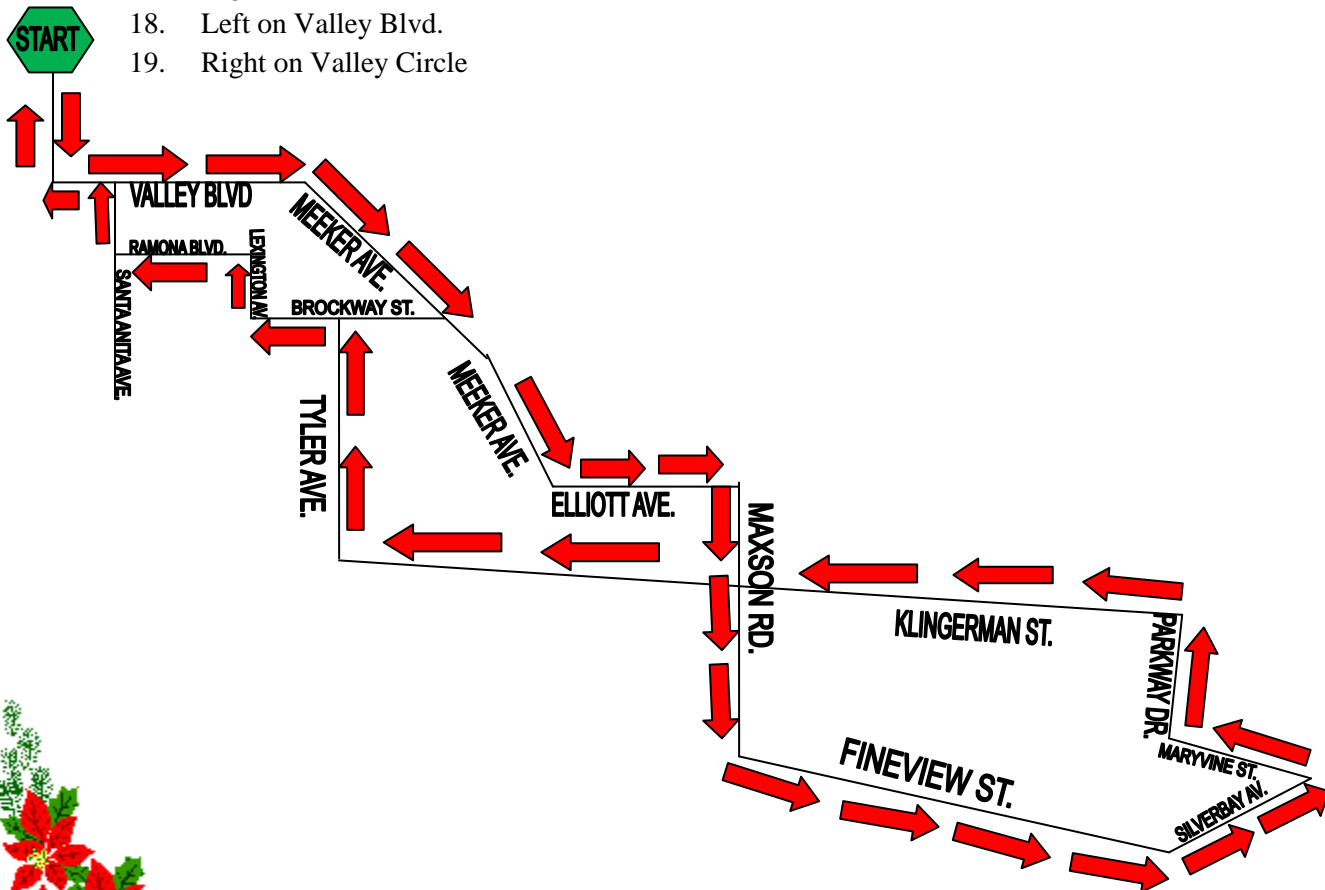 START
18. Left on Valley Blvd.
19. Right on Valley Circle
VALLEY BLVD
MEEKER AVE.
RAMONA BLVD.
LEXINGTON AV.
SANTA ANITA AVE.
BROCKWAY ST.
MEEKER AVE.
TYLER AVE.
ELLIOTT AVE.
MAXSON RD.
KLINGERMAN ST.
PARKWAY DR.
MARYVINE ST.
FINEVIEW ST.
SILVERBAY AV.